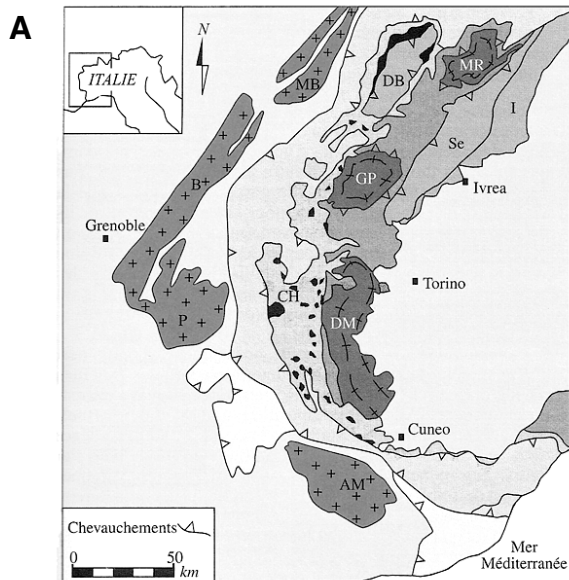 A
ITALIE
N
MB
DB
MR
I
Se
B
GP
Ivrea
Grenoble
Torino
CH
P
DM
Cuneo
AM
Chevauchements
0 50
km
Mer
Méditerranée